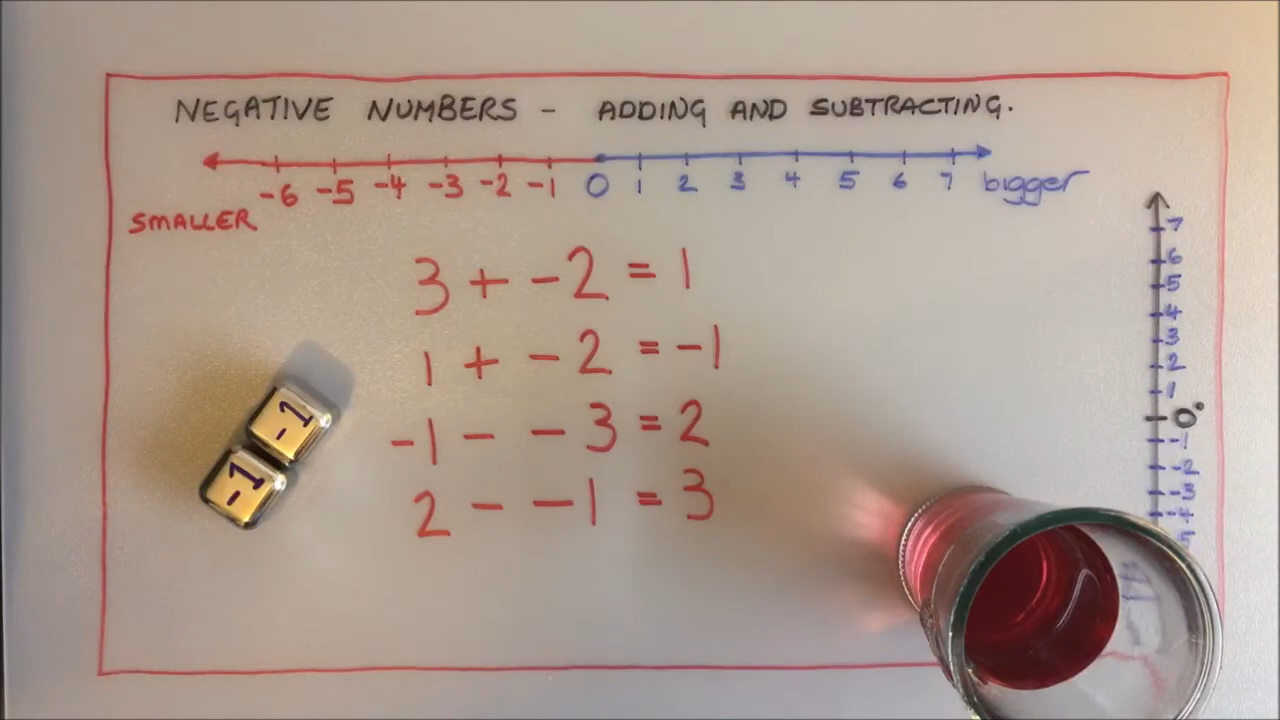 NEGATIVE NUMBERS - ADDING AND SUBTRACTING.
-6 -5 -4 -3 -2 -1 0 1 2 3 4 5 6 7 bigger
SMALLER
3 + -2 = 1
1 + -2 = -1
-1 - -3 = 2
2 - -1 = 3
-1
-1
7
6
5
4
3
2
1
0°
-1
-2
-3
-4